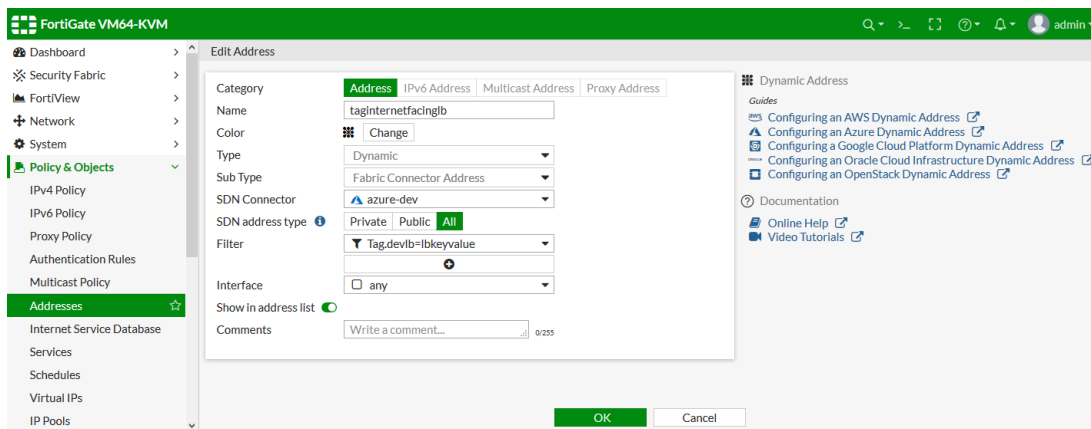 FortiGate VM64-KVM
admin
Dashboard
Security Fabric
FortiView
Network
System
Policy & Objects
IPv4 Policy
IPv6 Policy
Proxy Policy
Authentication Rules
Multicast Policy
Addresses
Internet Service Database
Services
Schedules
Virtual IPs
IP Pools
Edit Address
Category Address IPv6 Address Multicast Address Proxy Address
Name taginternetfacinglb
Color Change
Type Dynamic
Sub Type Fabric Connector Address
SDN Connector azure-dev
SDN address type Private Public All
Filter Tag.devlb=lbkeyvalue
Interface any
Show in address list
Comments Write a comment... 0/255
OK Cancel
Dynamic Address
Guides
aws Configuring an AWS Dynamic Address
Configuring an Azure Dynamic Address
Configuring a Google Cloud Platform Dynamic Address
Configuring an Oracle Cloud Infrastructure Dynamic Address
Configuring an OpenStack Dynamic Address
Documentation
Online Help
Video Tutorials